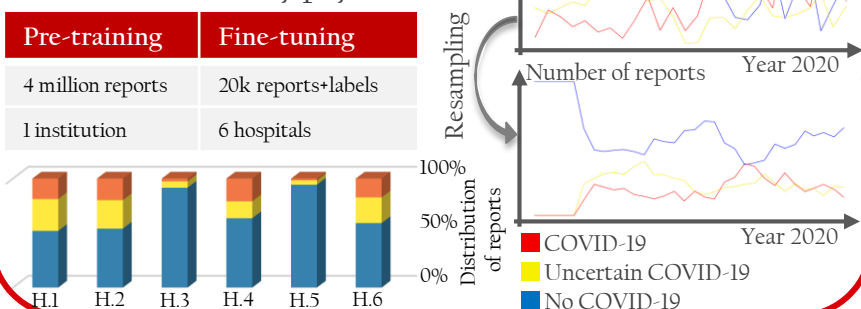 Pre-training Fine-tuning
4 million reports 20k reports+labels
1 institution 6 hospitals
100%
50%
0%
Distribution
of reports
H.1 H.2 H.3 H.4 H.5 H.6
Resampling
Year 2020
Number of reports
Year 2020
COVID-19
Uncertain COVID-19
No COVID-19